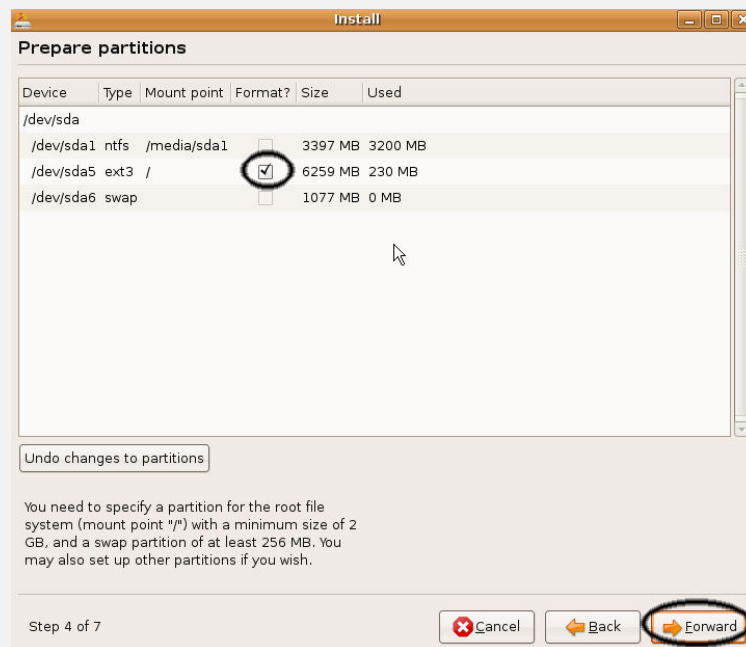 Install
Prepare partitions
Device Type Mount point Format? Size Used
/dev/sda
/dev/sda1 ntfs /media/sda1 3397 MB 3200 MB
/dev/sda5 ext3 / 6259 MB 230 MB
/dev/sda6 swap 1077 MB 0 MB
Undo changes to partitions
You need to specify a partition for the root file
system (mount point "/") with a minimum size of 2
GB, and a swap partition of at least 256 MB. You
may also set up other partitions if you wish.
Step 4 of 7 Cancel Back Forward